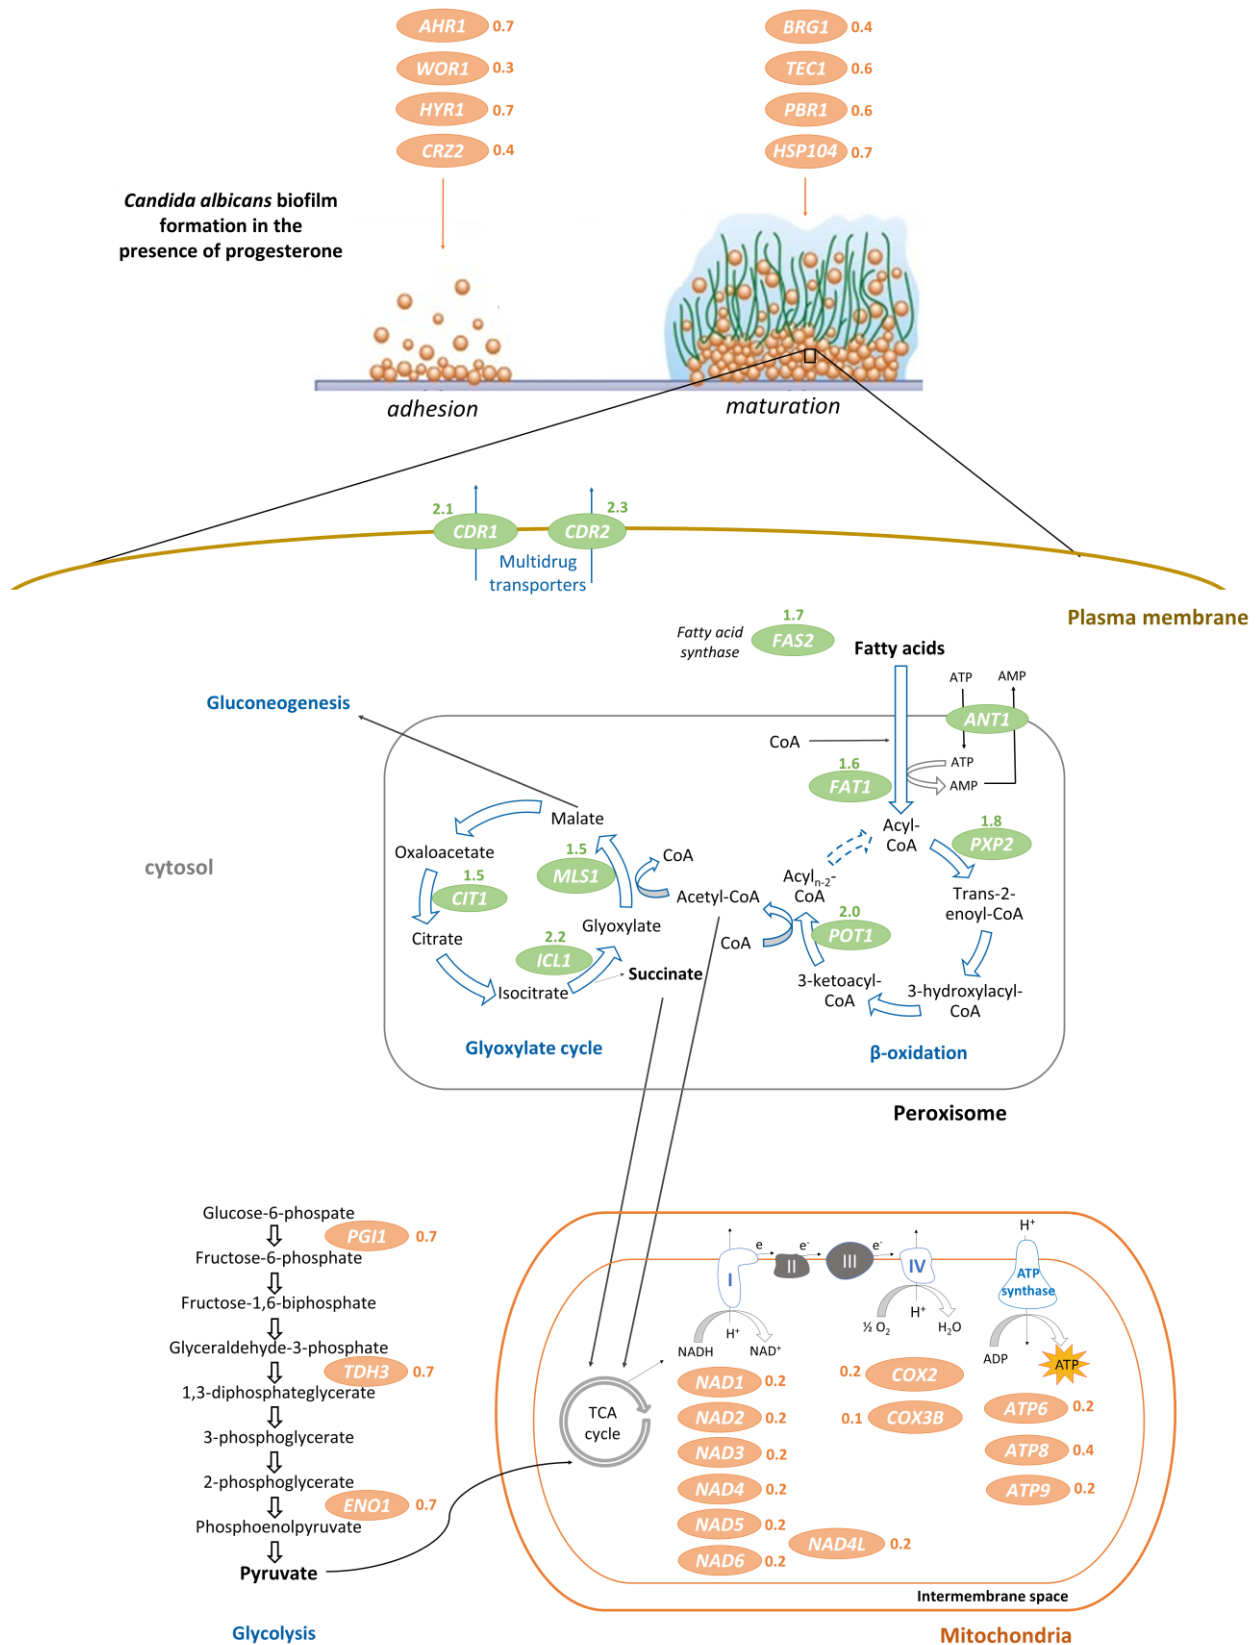 AHR1 0.7
WOR1 0.3
HYR1 0.7
CRZ2 0.4
BRG1 0.4
TEC1 0.6
PBR1 0.6
HSP104 0.7
Candida albicans biofilm
formation in the
presence of progesterone
adhesion
maturation
2.1
CDR1
2.3
CDR2
Multidrug
transporters
Plasma membrane
Fatty acid
synthase
1.7
FAS2
Fatty acids
ATP
AMP
ANT1
Gluconeogenesis
CoA
ATP
AMP
1.6
FAT1
Malate
Acyl-
CoA
1.8
PXP2
Oxaloacetate
1.5
MLS1
CoA
cytosol
1.5
CIT1
Acetyl-CoA
Acyln-2-
CoA
Trans-2-
enoyl-CoA
Citrate
Glyoxylate
CoA
2.0
POT1
2.2
ICL1
Isocitrate
Succinate
3-ketoacyl-
CoA
3-hydroxylacyl-
CoA
Glyoxylate cycle
β-oxidation
Peroxisome
Glucose-6-phospate
PGI1 0.7
Fructose-6-phosphate
Fructose-1,6-biphosphate
Glyceraldehyde-3-phosphate
TDH3 0.7
1,3-diphosphateglycerate
3-phosphoglycerate
2-phosphoglycerate
ENO1 0.7
Phosphoenolpyruvate
Pyruvate
Glycolysis
I
e
II
e-
III
e-
IV
H+
ATP
synthase
NADH
H+
NAD+
½ O2
H+
H2O
ADP
ATP
TCA
cycle
NAD1 0.2
NAD2 0.2
NAD3 0.2
NAD4 0.2
NAD5 0.2
NAD6 0.2
NAD4L 0.2
0.2 COX2
0.1 COX3B
ATP6 0.2
ATP8 0.4
ATP9 0.2
Intermembrane space
Mitochondria